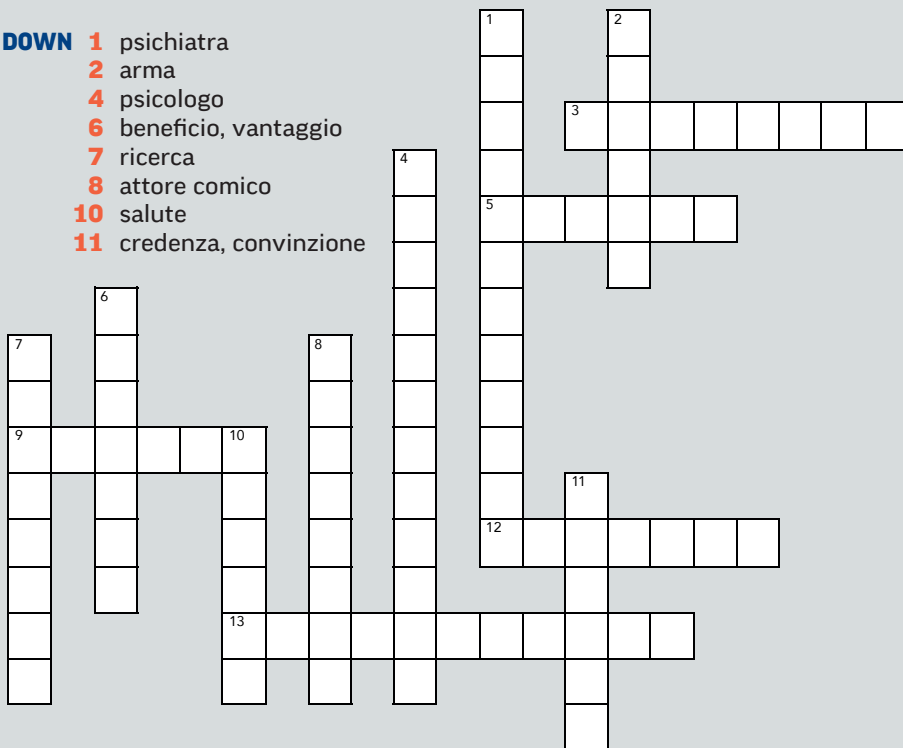 DOWN 1 psichiatra
2 arma
4 psicologo
6 beneficio, vantaggio
7 ricerca
8 attore comico
10 salute
11 credenza, convinzione
1
2
3
4
5
6
7
8
9
10
11
12
13